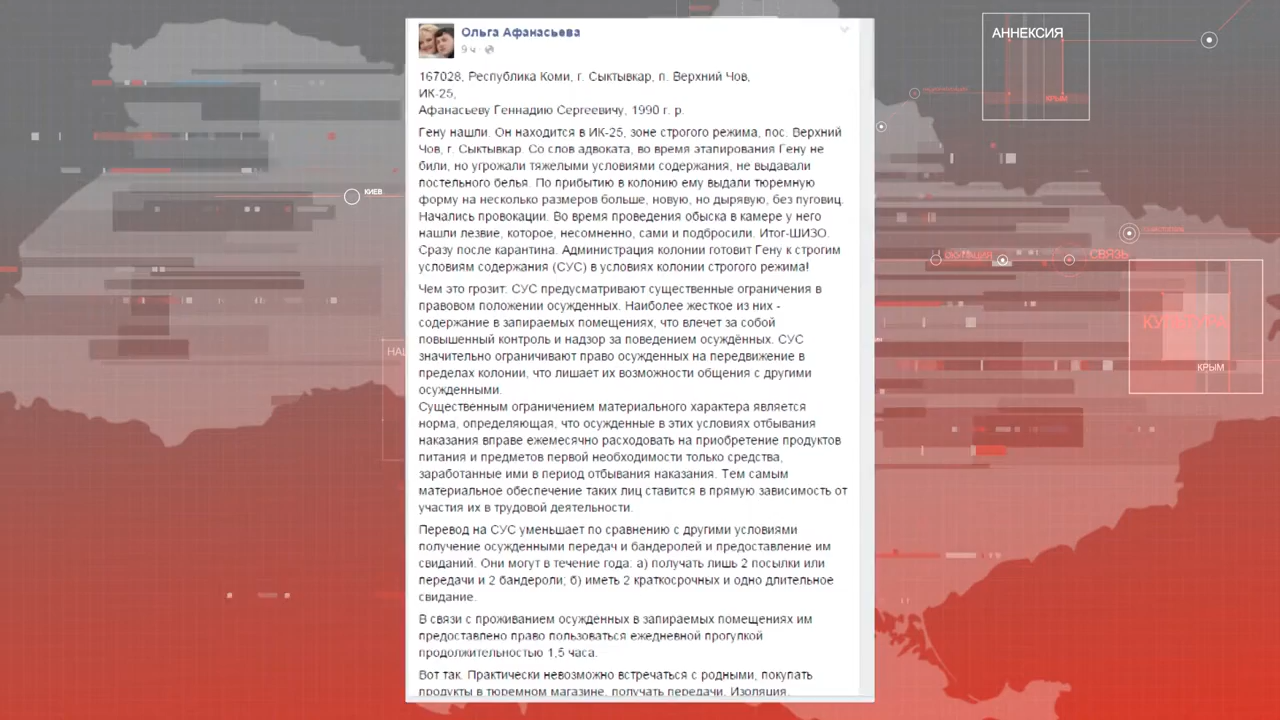 Ольга Афанасьева
9 ч
167028, Республика Коми, г. Сыктывкар, п. Верхний Чов,
ИК-25,
Афанасьеву Геннадию Сергеевичу, 1990 г. р.
Гену нашли. Он находится в ИК-25, зоне строгого режима, пос. Верхний
Чов, г. Сыктывкар. Со слов адвоката, во время этапирования Гену не
били, но угрожали тяжелыми условиями содержания, не выдавали
постельного белья. По прибытию в колонию ему выдали тюремную
форму на несколько размеров больше, новую, но дырявую, без пуговиц.
Начались провокации. Во время проведения обыска в камере у него
нашли лезвие, которое, несомненно, сами и подбросили. Итог-ШИЗО.
Сразу после карантина. Администрация колонии готовит Гену к строгим
условиям содержания (СУС) в условиях колонии строгого режима!
Чем это грозит: СУС предусматривают существенные ограничения в
правовом положении осужденных. Наиболее жесткое из них -
содержание в запираемых помещениях, что влечет за собой
повышенный контроль и надзор за поведением осуждённых. СУС
значительно ограничивают право осужденных на передвижение в
пределах колонии, что лишает их возможности общения с другими
осужденными.
Существенным ограничением материального характера является
норма, определяющая, что осужденные в этих условиях отбывания
наказания вправе ежемесячно расходовать на приобретение продуктов
питания и предметов первой необходимости только средства,
заработанные ими в период отбывания наказания. Тем самым
материальное обеспечение таких лиц ставится в прямую зависимость от
участия их в трудовой деятельности.
Перевод на СУС уменьшает по сравнению с другими условиями
получение осужденными передач и бандеролей и предоставление им
свиданий. Они могут в течение года: а) получать лишь 2 посылки или
передачи и 2 бандероли; б) иметь 2 краткосрочных и одно длительное
свидание.
В связи с проживанием осужденных в запираемых помещениях им
предоставлено право пользоваться ежедневной прогулкой
продолжительностью 1,5 часа.
Вот так. Практически невозможно встречаться с родными, покупать
продукты в тюремном магазине, получать передачи. Изоляция.
АННЕКСИЯ
КРЫМ
КИЕВ
СВЯЗЬ
КУЛЬТУРА
КРЫМ